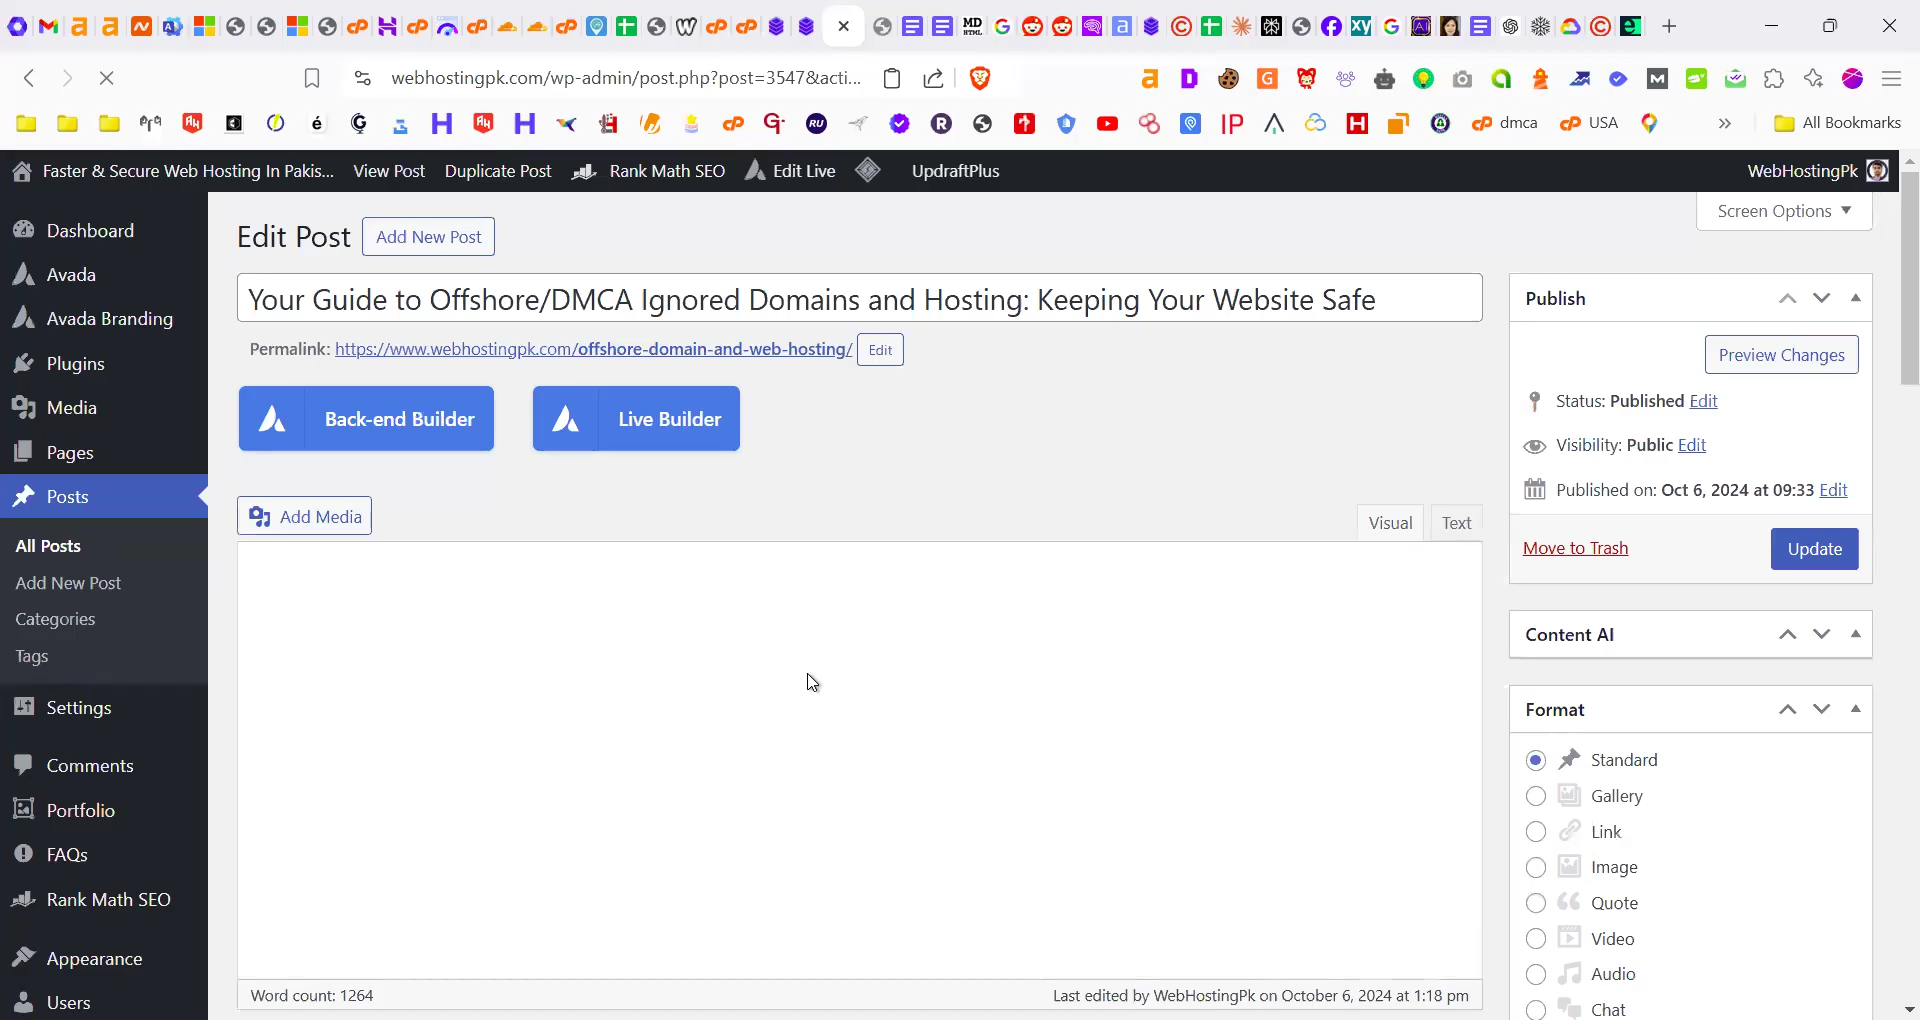 webhostingpk.com/wp-admin/post.php?post=3547&acti...
dmca
USA
All Bookmarks
Faster & Secure Web Hosting In Pakis...
View Post
Duplicate Post
Rank Math SEO
Edit Live
UpdraftPlus
WebHostingPk
Screen Options
Dashboard
Avada
Avada Branding
Plugins
Media
Pages
Posts
All Posts
Add New Post
Categories
Tags
Settings
Comments
Portfolio
FAQs
Rank Math SEO
Appearance
Users
Edit Post
Add New Post
Your Guide to Offshore/DMCA Ignored Domains and Hosting: Keeping Your Website Safe
Permalink: https://www.webhostingpk.com/offshore-domain-and-web-hosting/ Edit
Back-end Builder
Live Builder
Add Media
Visual
Text
Word count: 1264
Last edited by WebHostingPk on October 6, 2024 at 1:18 pm
Publish
Preview Changes
Status: Published Edit
Visibility: Public Edit
Published on: Oct 6, 2024 at 09:33 Edit
Move to Trash
Update
Content AI
Format
Standard
Gallery
Link
Image
Quote
Video
Audio
Chat